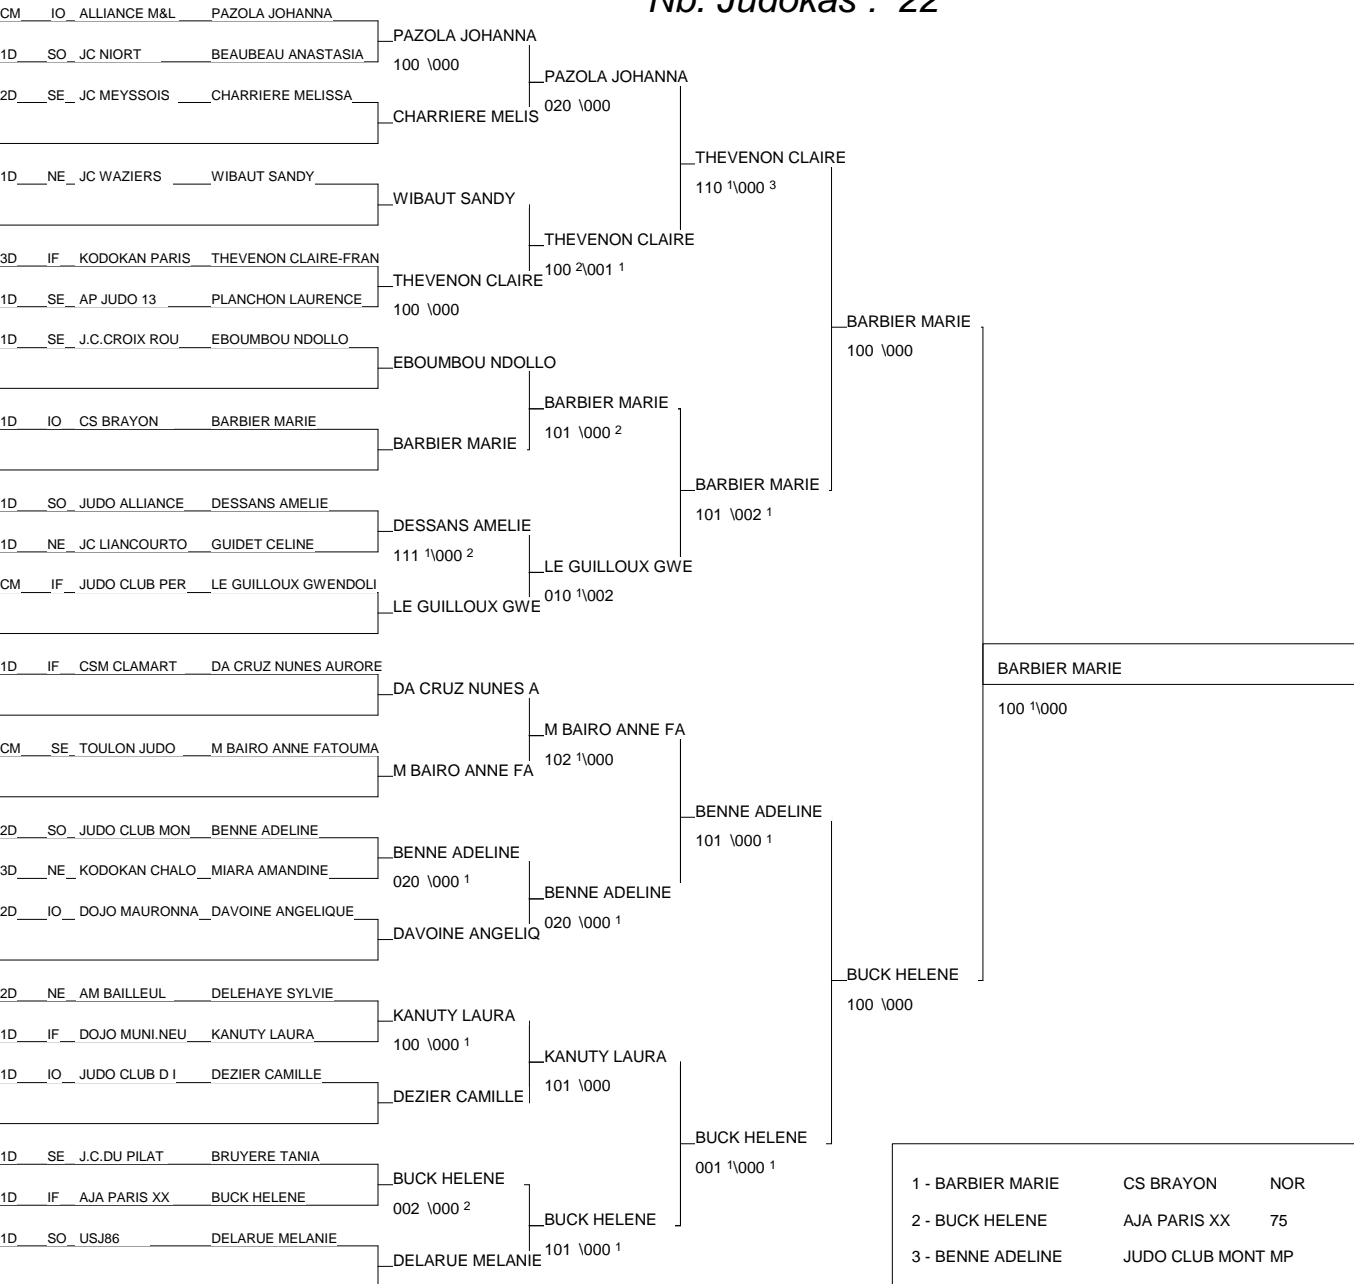 Nb. Judokas : 22
CM IO ALLIANCE M&L PAZOLA JOHANNA
1D SO JC NIORT BEAUBEAU ANASTASIA
2D SE JC MEYSSOIS CHARRIERE MELISSA
1D NE JC WAZIERS WIBAUT SANDY
3D IF KODOKAN PARIS THEVENON CLAIRE-FRAN
1D SE AP JUDO 13 PLANCHON LAURENCE
1D SE J.C.CROIX ROU EBOUMBOU NDOLLO
1D IO CS BRAYON BARBIER MARIE
1D SO JUDO ALLIANCE DESSANS AMELIE
1D NE JC LIANCOURTO GUIDET CELINE
CM IF JUDO CLUB PER LE GUILLOUX GWENDOLI
1D IF CSM CLAMART DA CRUZ NUNES AURORE
CM SE TOULON JUDO M BAIRO ANNE FATOUMA
2D SO JUDO CLUB MON BENNE ADELINE
3D NE KODOKAN CHALO MIARA AMANDINE
2D IO DOJO MAURONNA DAVOINE ANGELIQUE
2D NE AM BAILLEUL DELEHAYE SYLVIE
1D IF DOJO MUNI.NEU KANUTY LAURA
1D IO JUDO CLUB D I DEZIER CAMILLE
1D SE J.C.DU PILAT BRUYERE TANIA
1D IF AJA PARIS XX BUCK HELENE
1D SO USJ86 DELARUE MELANIE
PAZOLA JOHANNA
100 \000
CHARRIERE MELIS
WIBAUT SANDY
THEVENON CLAIRE
100 \000
EBOUMBOU NDOLLO
BARBIER MARIE
DESSANS AMELIE
111 1\000 2
LE GUILLOUX GWE
DA CRUZ NUNES A
M BAIRO ANNE FA
BENNE ADELINE
020 \000 1
DAVOINE ANGELIQ
KANUTY LAURA
100 \000 1
DEZIER CAMILLE
BUCK HELENE
002 \000 2
DELARUE MELANIE
PAZOLA JOHANNA
020 \000
THEVENON CLAIRE
100 2\001 1
BARBIER MARIE
101 \000 2
LE GUILLOUX GWE
010 1\002
M BAIRO ANNE FA
102 1\000
BENNE ADELINE
020 \000 1
KANUTY LAURA
101 \000
BUCK HELENE
101 \000 1
THEVENON CLAIRE
110 1\000 3
BARBIER MARIE
101 \002 1
BENNE ADELINE
101 \000 1
BUCK HELENE
001 1\000 1
BARBIER MARIE
100 \000
BUCK HELENE
100 \000
BARBIER MARIE
100 1\000
1 - BARBIER MARIE CS BRAYON NOR
2 - BUCK HELENE AJA PARIS XX 75
3 - BENNE ADELINE JUDO CLUB MONT MP